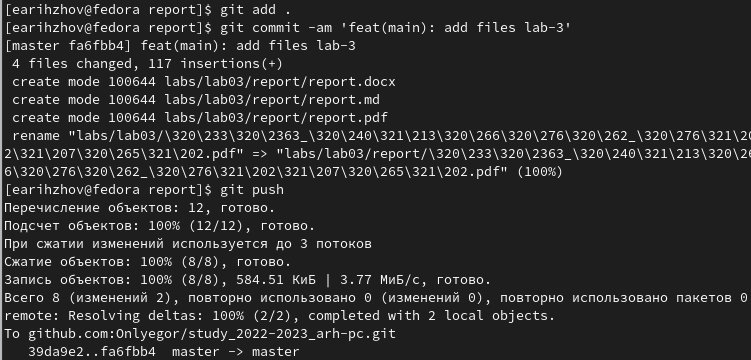 [earihzhov@fedora report]$ git add .
[earihzhov@fedora report]$ git commit -am 'feat(main): add files lab-3'
[master fa6fbb4] feat(main): add files lab-3
 4 files changed, 117 insertions(+)
 create mode 100644 labs/lab03/report/report.docx
 create mode 100644 labs/lab03/report/report.md
 create mode 100644 labs/lab03/report/report.pdf
 rename "labs/lab03/\320\233\320\2363_\320\240\321\213\320\266\320\276\320\262_\320\276\321\20
2\321\207\320\265\321\202.pdf" => "labs/lab03/report/\320\233\320\2363_\320\240\321\213\320\26
6\320\276\320\262_\320\276\321\202\321\207\320\265\321\202.pdf" (100%)
[earihzhov@fedora report]$ git push
Перечисление объектов: 12, готово.
Подсчет объектов: 100% (12/12), готово.
При сжатии изменений используется до 3 потоков
Сжатие объектов: 100% (8/8), готово.
Запись объектов: 100% (8/8), 584.51 КиБ | 3.77 МиБ/с, готово.
Всего 8 (изменений 2), повторно использовано 0 (изменений 0), повторно использовано пакетов 0
remote: Resolving deltas: 100% (2/2), completed with 2 local objects.
To github.com:Onlyegor/study_2022-2023_arh-pc.git
   39da9e2..fa6fbb4  master -> master